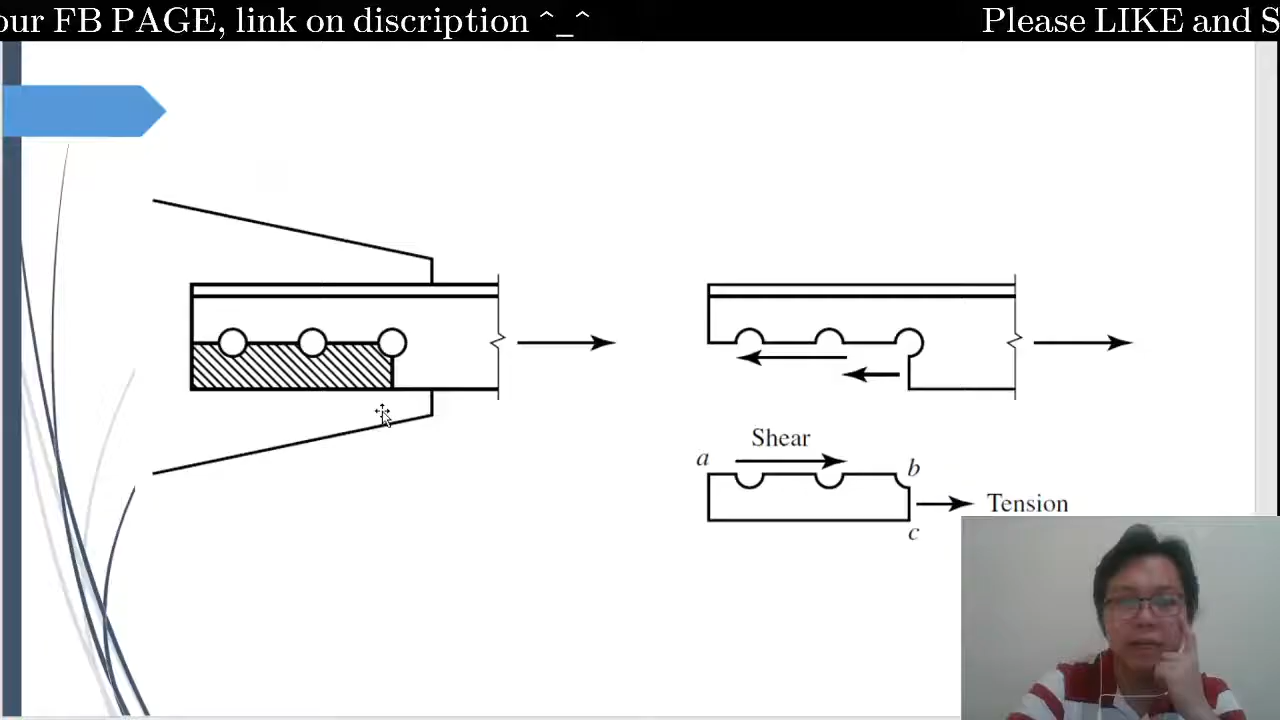 our FB PAGE, link on discription ^_^ Please LIKE and S
Shear
a
b
Tension
c